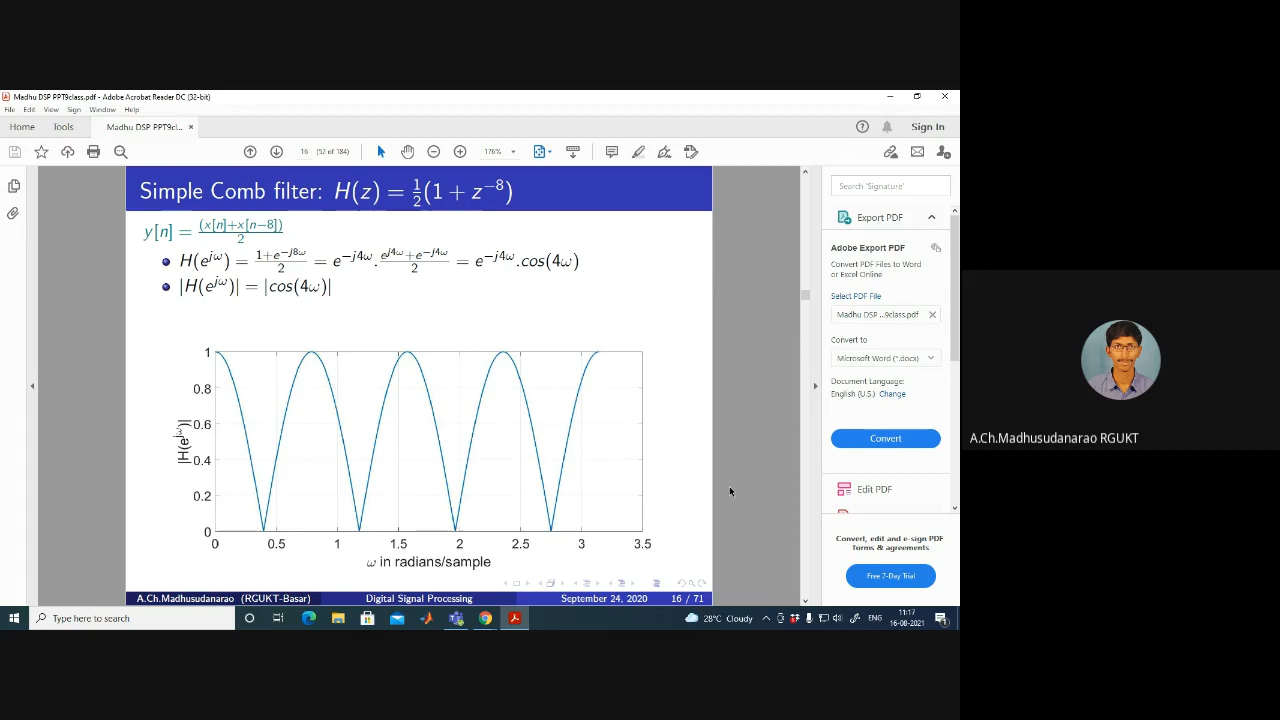 Madhu DSP PPT9class.pdf - Adobe Acrobat Reader DC (32-bit)
File Edit View Sign Window Help
Home Tools Madhu DSP PPT9cl... × Sign In
16 (52 of 184) 176%
Simple Comb filter: H(z) = 1/2(1 + z^{-8})
y[n] = (x[n]+x[n−8])/2
• H(e^{jω}) = (1+e^{-j8ω})/2 = e^{-j4ω}.(e^{j4ω}+e^{-j4ω})/2 = e^{-j4ω}.cos(4ω)
• |H(e^{jω})| = |cos(4ω)|
1
0.8
0.6
0.4
0.2
0
|H(e^{jω})|
0 0.5 1 1.5 2 2.5 3 3.5
ω in radians/sample
A.Ch.Madhusudanarao (RGUKT-Basar) Digital Signal Processing September 24, 2020 16 / 71
Search 'Signature'
Export PDF
Adobe Export PDF
Convert PDF Files to Word
or Excel Online
Select PDF File
Madhu DSP ...9class.pdf
Convert to
Microsoft Word (*.docx)
Document Language:
English (U.S.) Change
Convert
Edit PDF
Convert, edit and e-sign PDF
forms & agreements
Free 7-Day Trial
Type here to search
28°C Cloudy
ENG
11:17
16-08-2021
A.Ch.Madhusudanarao RGUKT